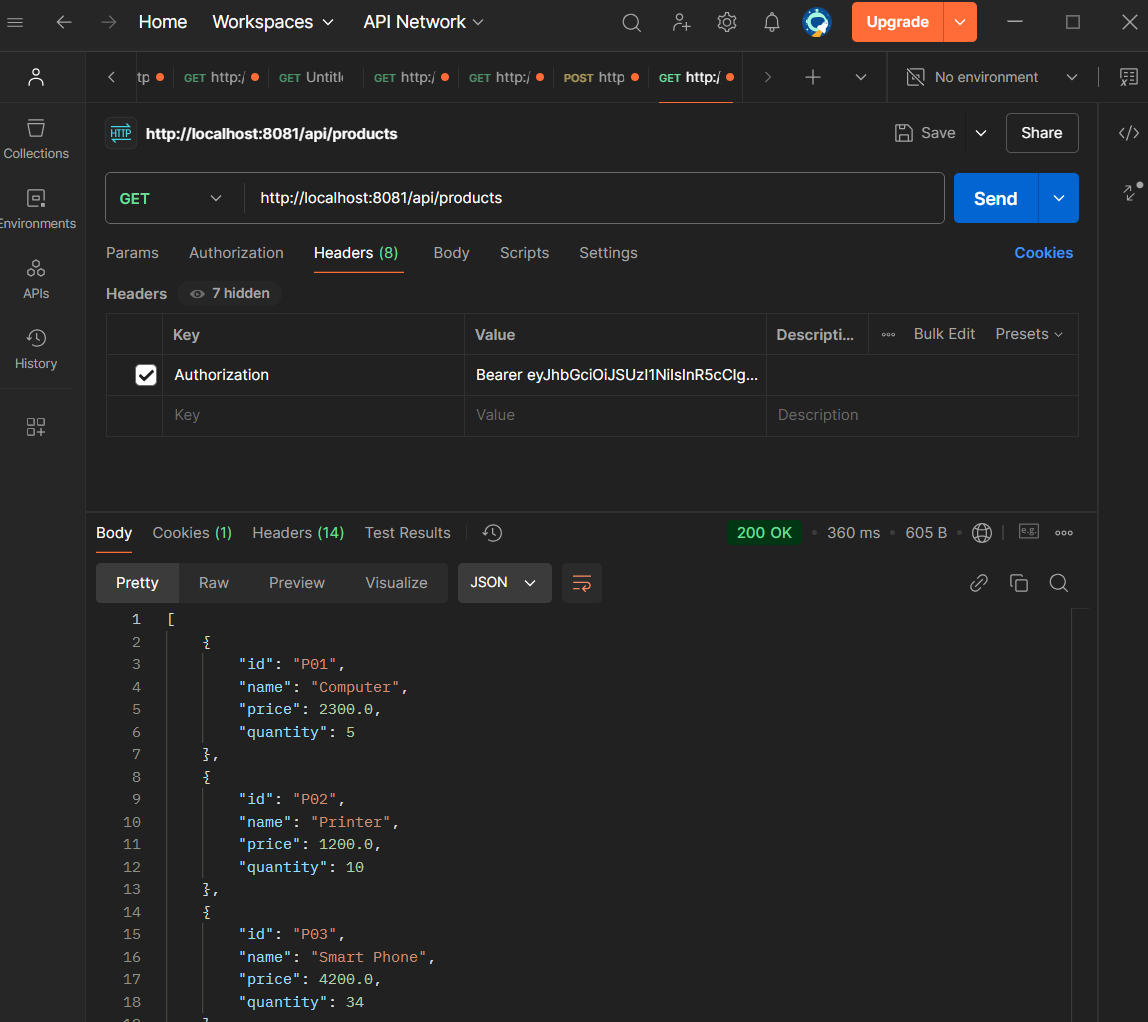 Home Workspaces API Network Upgrade
tp GET http:/ GET Untitl GET http:/ GET http:/ POST http GET http:/ No environment
HTTP http://localhost:8081/api/products Save Share
Collections
Environments
APIs
History
GET http://localhost:8081/api/products Send
Params Authorization Headers (8) Body Scripts Settings Cookies
Headers 7 hidden
Key Value Descripti... Bulk Edit Presets
Authorization Bearer eyJhbGciOiJSUzI1NiIsInR5cCIg...
Key Value Description
Body Cookies (1) Headers (14) Test Results 200 OK 360 ms 605 B e.g.
Pretty Raw Preview Visualize JSON
1 [
2 {
3 "id": "P01",
4 "name": "Computer",
5 "price": 2300.0,
6 "quantity": 5
7 },
8 {
9 "id": "P02",
10 "name": "Printer",
11 "price": 1200.0,
12 "quantity": 10
13 },
14 {
15 "id": "P03",
16 "name": "Smart Phone",
17 "price": 4200.0,
18 "quantity": 34